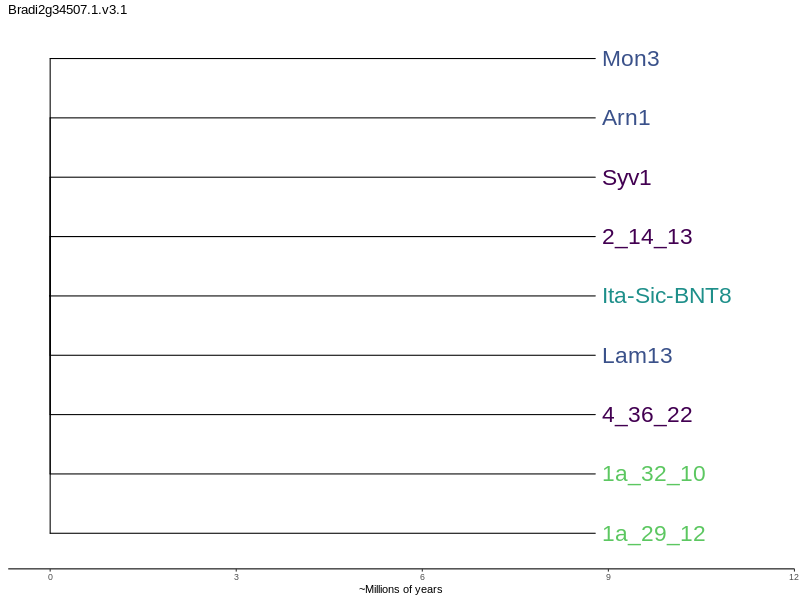 Bradi2g34507.1.v3.1
Mon3
Arn1
Syv1
2_14_13
Ita-Sic-BNT8
Lam13
4_36_22
1a_32_10
1a_29_12
0 3 6 9 12
~Millions of years